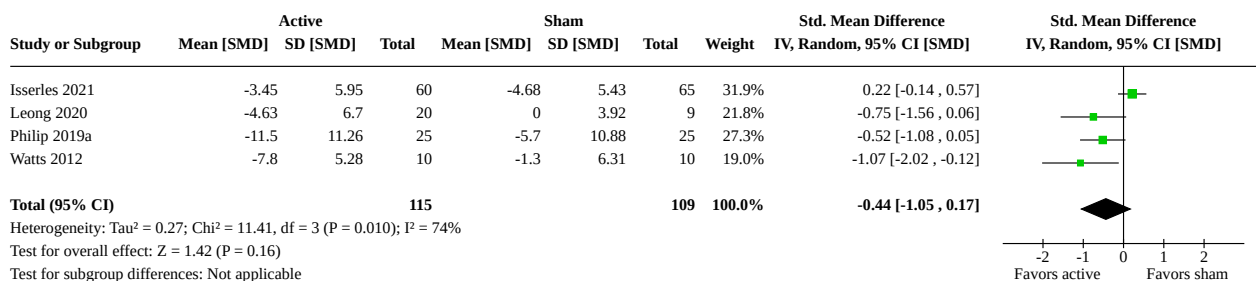 Active Sham Std. Mean Difference Std. Mean Difference
Study or Subgroup Mean [SMD] SD [SMD] Total Mean [SMD] SD [SMD] Total Weight IV, Random, 95% CI [SMD] IV, Random, 95% CI [SMD]
Isserles 2021 -3.45 5.95 60 -4.68 5.43 65 31.9% 0.22 [-0.14 , 0.57]
Leong 2020 -4.63 6.7 20 0 3.92 9 21.8% -0.75 [-1.56 , 0.06]
Philip 2019a -11.5 11.26 25 -5.7 10.88 25 27.3% -0.52 [-1.08 , 0.05]
Watts 2012 -7.8 5.28 10 -1.3 6.31 10 19.0% -1.07 [-2.02 , -0.12]
Total (95% CI) 115 109 100.0% -0.44 [-1.05 , 0.17]
Heterogeneity: Tau² = 0.27; Chi² = 11.41, df = 3 (P = 0.010); I² = 74%
Test for overall effect: Z = 1.42 (P = 0.16) -2 -1 0 1 2
Test for subgroup differences: Not applicable Favors active Favors sham